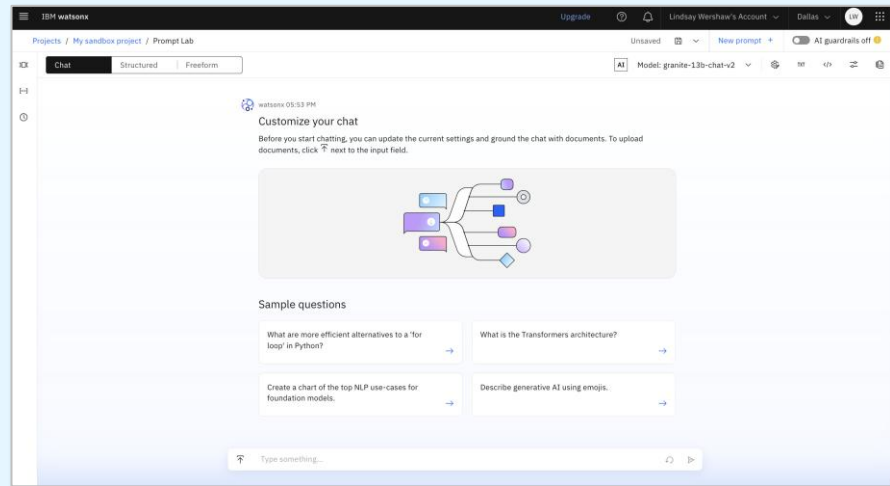 IBM watsonx
Upgrade
Lindsay Wershaw's Account
Dallas
LW
Projects / My sandbox project / Prompt Lab
Unsaved
New prompt +
AI guardrails off
Chat
Structured
Freeform
AI
Model: granite-13b-chat-v2
watsonx 05:53 PM
Customize your chat
Before you start chatting, you can update the current settings and ground the chat with documents. To upload
documents, click next to the input field.
Sample questions
What are more efficient alternatives to a 'for
loop' in Python?
What is the Transformers architecture?
Create a chart of the top NLP use-cases for
foundation models.
Describe generative AI using emojis.
Type something...